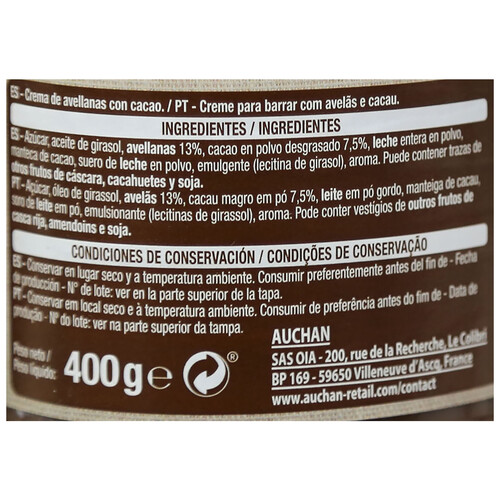 ES - Crema de avellanas con cacao. / PT - Creme para barrar com avelãs e cacau.
INGREDIENTES / INGREDIENTES
ES - Azúcar, aceite de girasol, avellanas 13%, cacao en polvo desgrasado 7,5%, leche entera en polvo,
manteca de cacao, suero de leche en polvo, emulgente (lecitina de girasol), aroma. Puede contener trazas de
otros frutos de cáscara, cacahuetes y soja.
PT - Açúcar, óleo de girassol, avelãs 13%, cacau magro em pó 7,5%, leite em pó gordo, manteiga de cacau,
soro de leite em pó, emulsionante (lecitinas de girassol), aroma. Pode conter vestígios de outros frutos de
casca rija, amendoins e soja.
CONDICIONES DE CONSERVACIÓN / CONDIÇÕES DE CONSERVAÇÃO
ES - Conservar en lugar seco y a temperatura ambiente. Consumir preferentemente antes del fin de - Fecha
de producción - N° de lote: ver en la parte superior de la tapa.
PT - Conservar em local seco e à temperatura ambiente. Consumir de preferência antes do fim de - Data de
produção - N° do lote: ver na parte superior da tampa.
Peso neto /
Peso líquido:
400g e
®
AUCHAN
SAS OIA - 200, rue de la Recherche, Le Colibri
BP 169 - 59650 Villeneuve d'Ascq, France
www.auchan-retail.com/contact